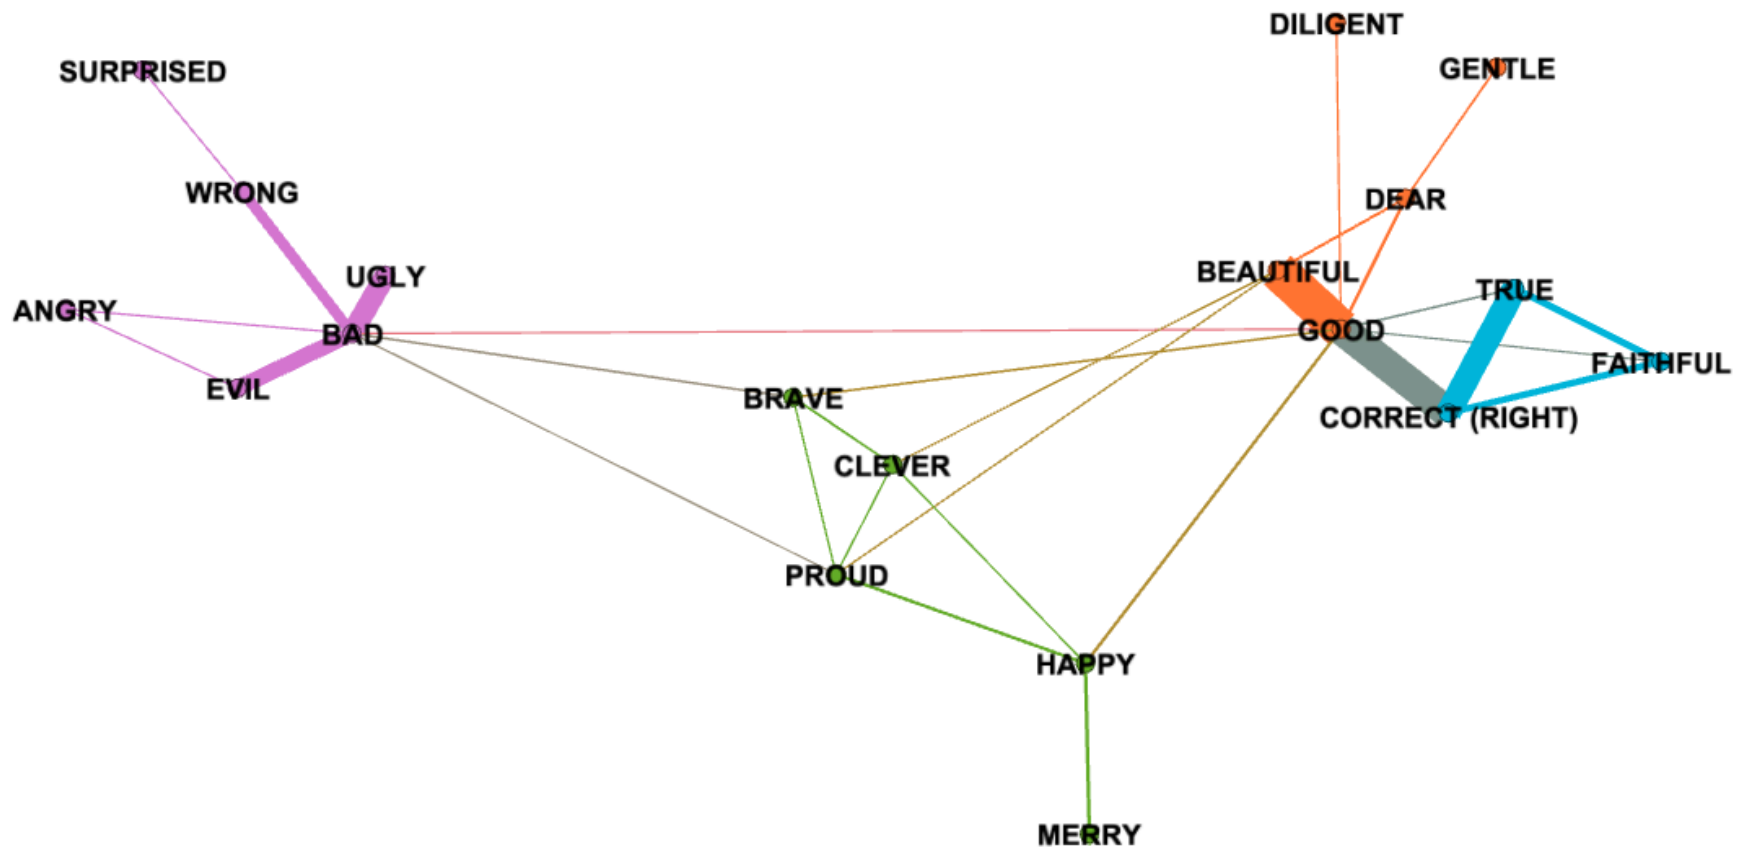 DILIGENT
SURPRISED
GENTLE
WRONG
DEAR
UGLY
BEAUTIFUL
TRUE
ANGRY
BAD
GOOD
FAITHFUL
EVIL
BRAVE
CORRECT (RIGHT)
CLEVER
PROUD
HAPPY
MERRY